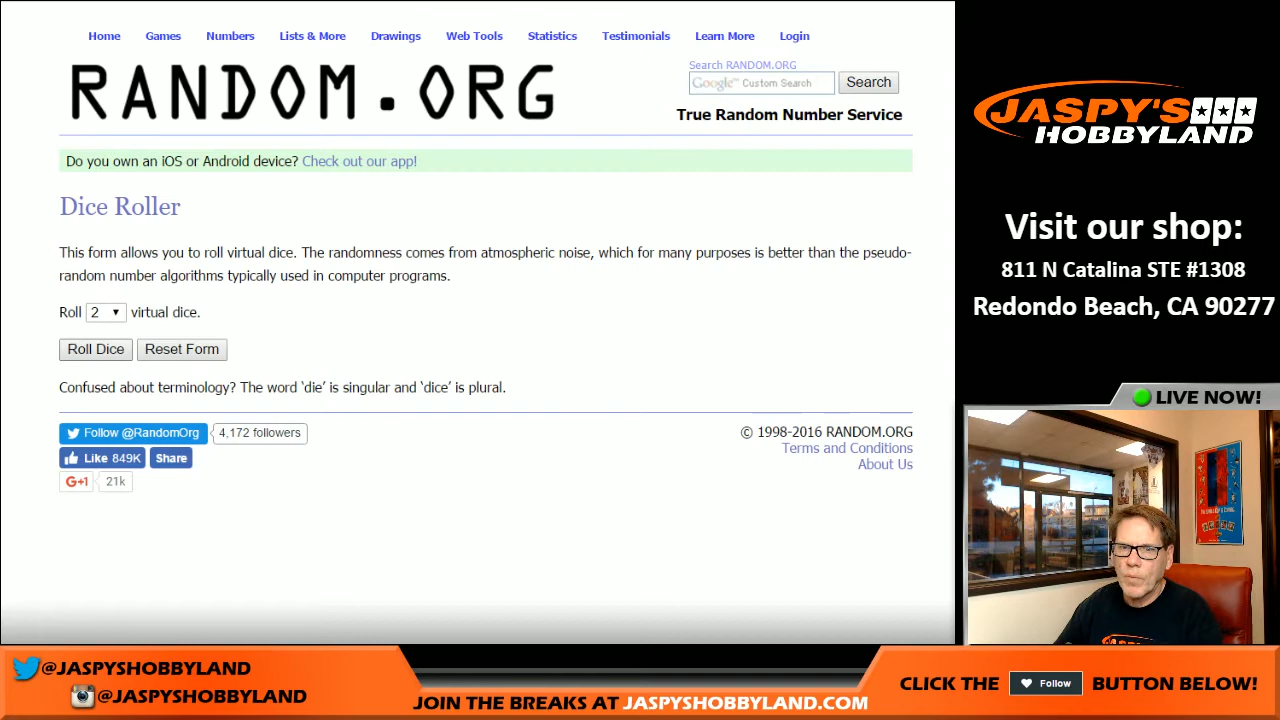 Home Games Numbers Lists & More Drawings Web Tools Statistics Testimonials Learn More Login
RANDOM.ORG
Search RANDOM.ORG
Google™ Custom Search Search
True Random Number Service
Do you own an iOS or Android device? Check out our app!
Dice Roller
This form allows you to roll virtual dice. The randomness comes from atmospheric noise, which for many purposes is better than the pseudo-
random number algorithms typically used in computer programs.
Roll 2 virtual dice.
Roll Dice Reset Form
Confused about terminology? The word ‘die’ is singular and ‘dice’ is plural.
Follow @RandomOrg 4,172 followers
Like 849K Share
G+1 21k
© 1998-2016 RANDOM.ORG
Terms and Conditions
About Us
JASPY'S
HOBBYLAND
Visit our shop:
811 N Catalina STE #1308
Redondo Beach, CA 90277
LIVE NOW!
@JASPYSHOBBYLAND
@JASPYSHOBBYLAND
JOIN THE BREAKS AT JASPYSHOBBYLAND.COM
CLICK THE Follow BUTTON BELOW!